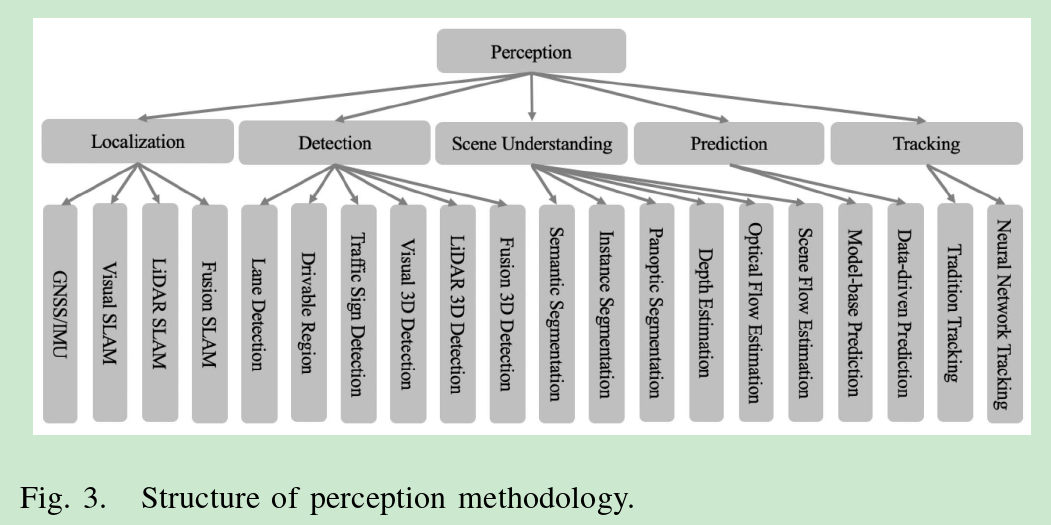 Perception
Localization
Detection
Scene Understanding
Prediction
Tracking
GNSS/IMU
Visual SLAM
LiDAR SLAM
Fusion SLAM
Lane Detection
Drivable Region
Traffic Sign Detection
Visual 3D Detection
LiDAR 3D Detection
Fusion 3D Detection
Semantic Segmentation
Instance Segmentation
Panoptic Segmentation
Depth Estimation
Optical Flow Estimation
Scene Flow Estimation
Model-base Prediction
Data-driven Prediction
Tradition Tracking
Neural Network Tracking
Fig. 3. Structure of perception methodology.